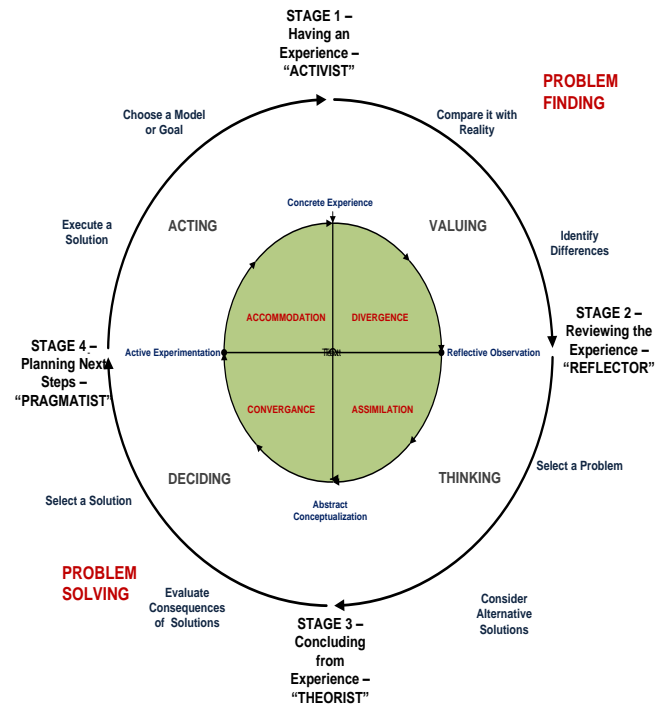 STAGE 1 –
Having an
Experience –
“ACTIVIST”
PROBLEM
FINDING
Choose a Model
or Goal
Compare it with
Reality
Concrete Experience
Execute a
Solution
ACTING
VALUING
Identify
Differences
ACCOMMODATION
DIVERGENCE
STAGE 2 –
Reviewing the
Experience –
“REFLECTOR”
STAGE 4 –
Planning Next
Steps –
“PRAGMATIST”
Active Experimentation
Reflective Observation
CONVERGANCE
ASSIMILATION
DECIDING
THINKING
Select a Problem
Select a Solution
Abstract
Conceptualization
PROBLEM
SOLVING
Evaluate
Consequences
of Solutions
Consider
Alternative
Solutions
STAGE 3 –
Concluding
from
Experience –
“THEORIST”